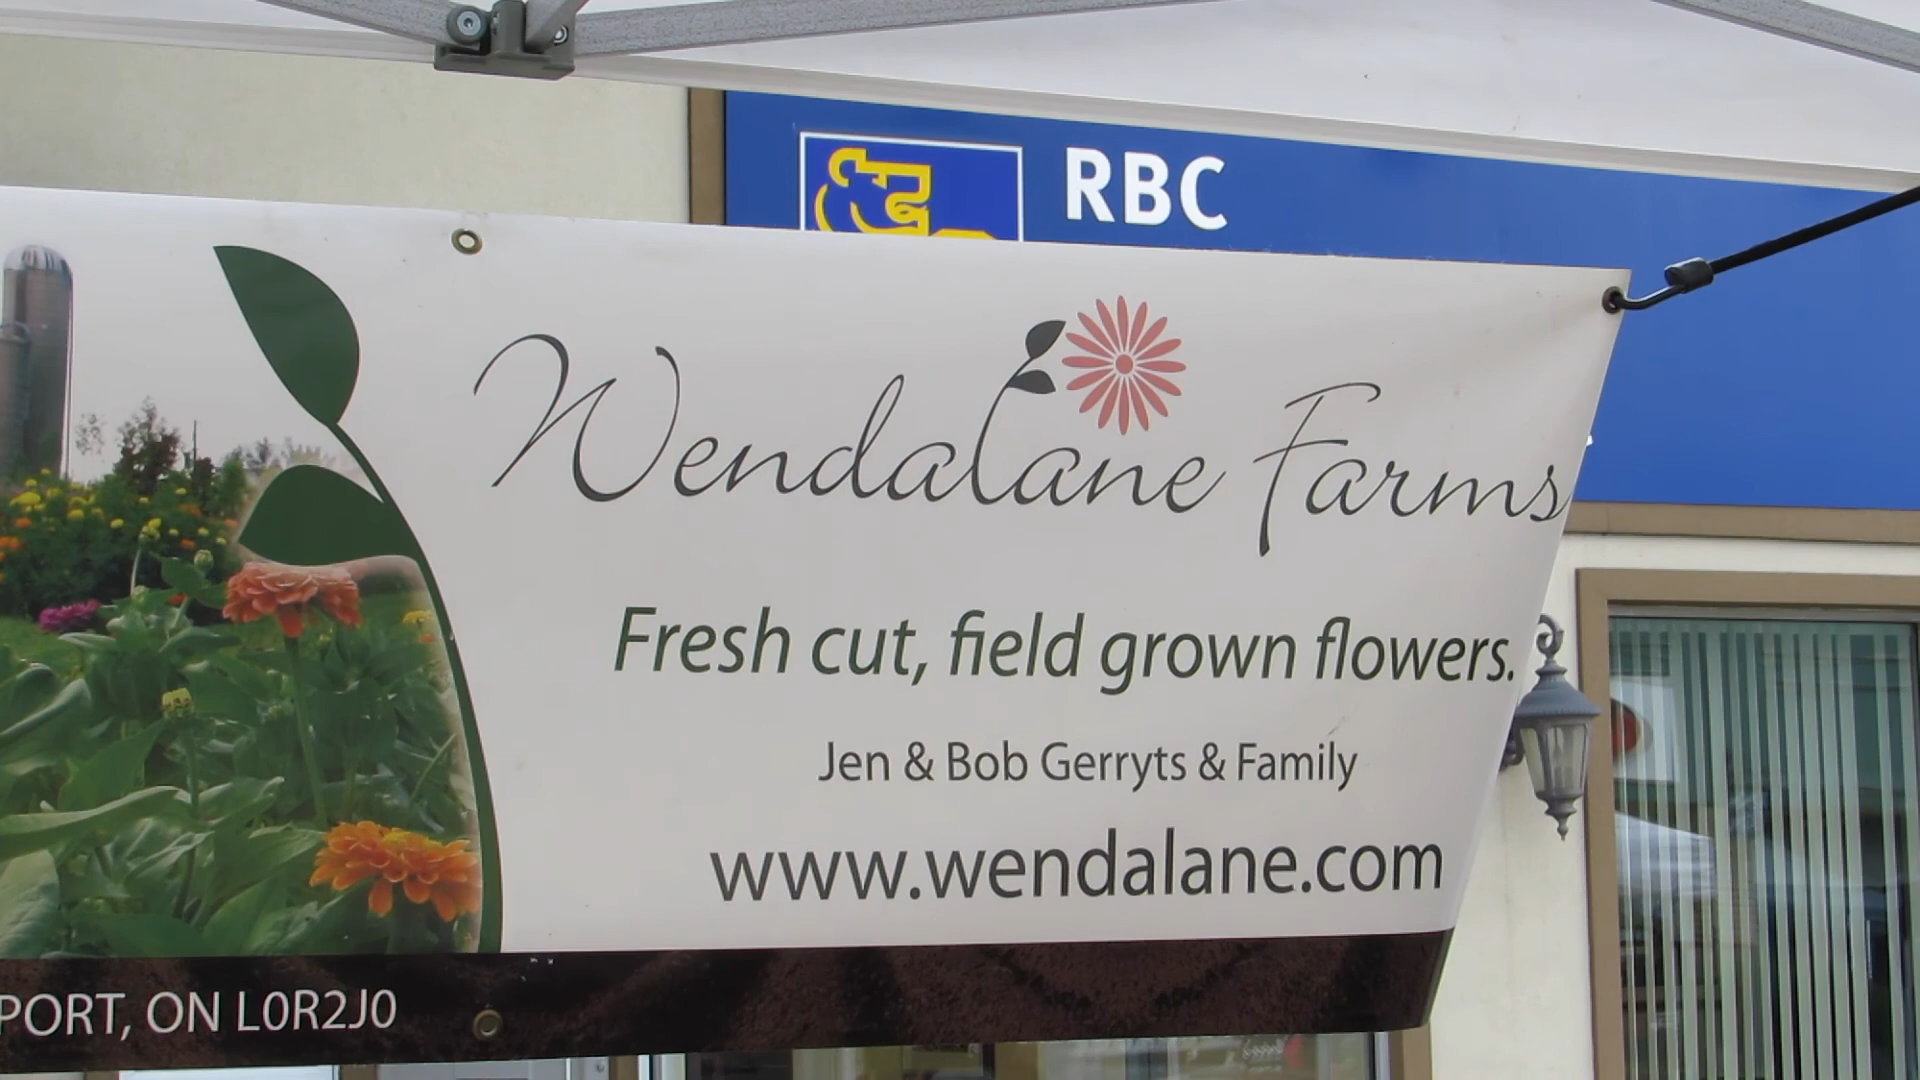 RBC
Wendalane Farms
Fresh cut, field grown flowers.
Jen & Bob Gerryts & Family
www.wendalane.com
PORT, ON L0R2J0